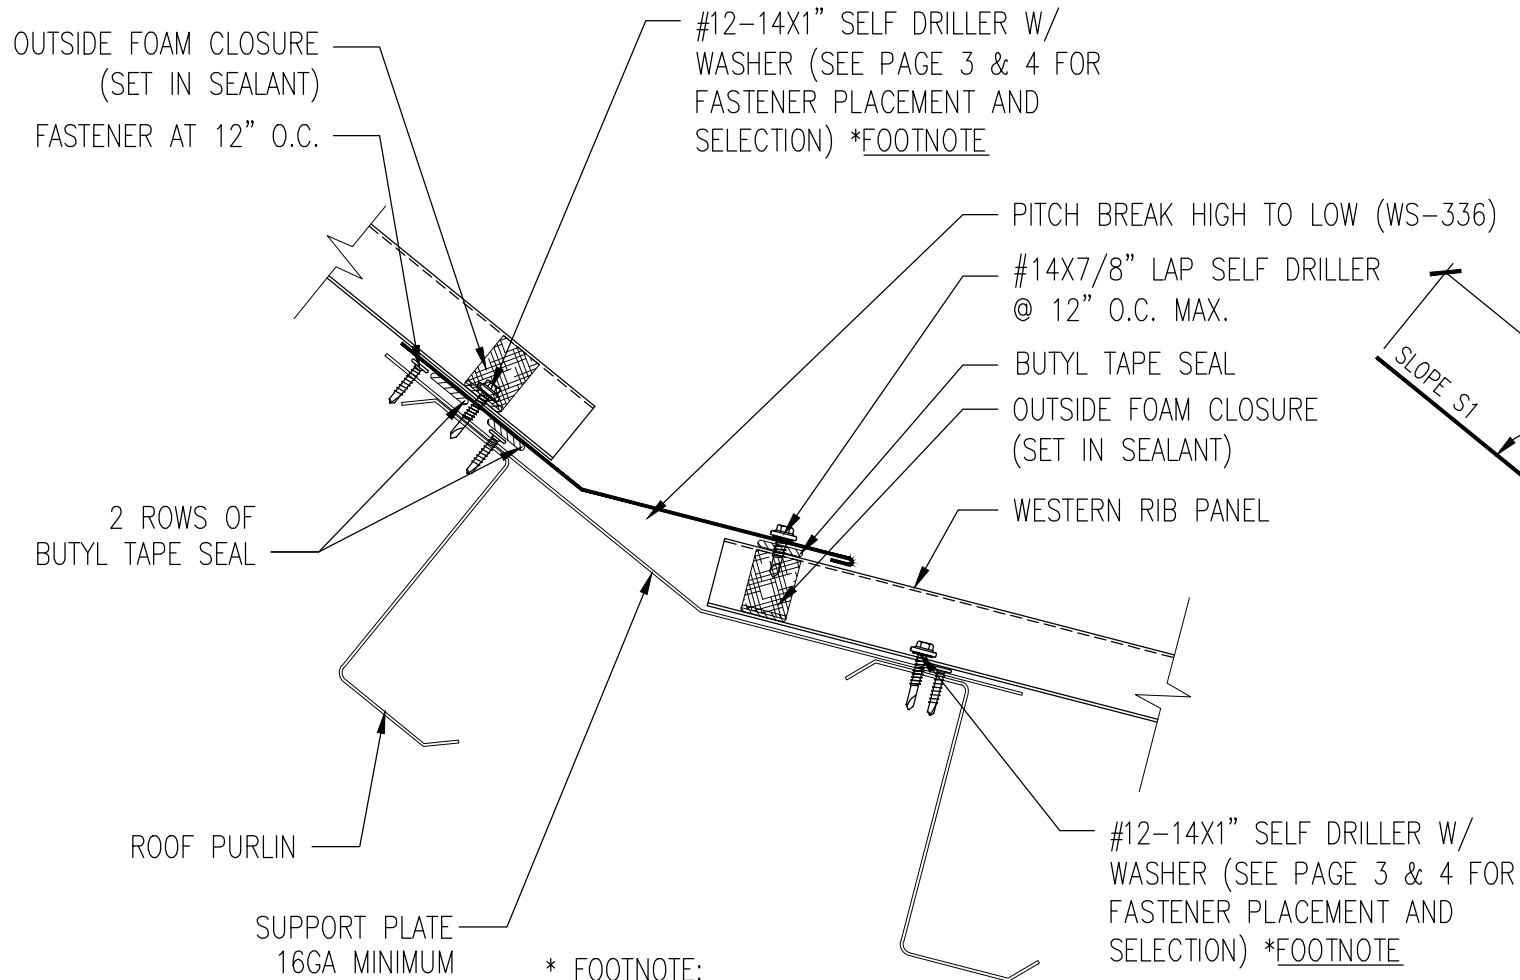 OUTSIDE FOAM CLOSURE
(SET IN SEALANT)
FASTENER AT 12" O.C.
#12-14X1" SELF DRILLER W/
WASHER (SEE PAGE 3 & 4 FOR
FASTENER PLACEMENT AND
SELECTION) *FOOTNOTE
PITCH BREAK HIGH TO LOW (WS-336)
#14X7/8" LAP SELF DRILLER
@ 12" O.C. MAX.
BUTYL TAPE SEAL
OUTSIDE FOAM CLOSURE
(SET IN SEALANT)
WESTERN RIB PANEL
SLOPE S1
2 ROWS OF
BUTYL TAPE SEAL
ROOF PURLIN
SUPPORT PLATE
16GA MINIMUM
#12-14X1" SELF DRILLER W/
WASHER (SEE PAGE 3 & 4 FOR
FASTENER PLACEMENT AND
SELECTION) *FOOTNOTE
* FOOTNOTE: